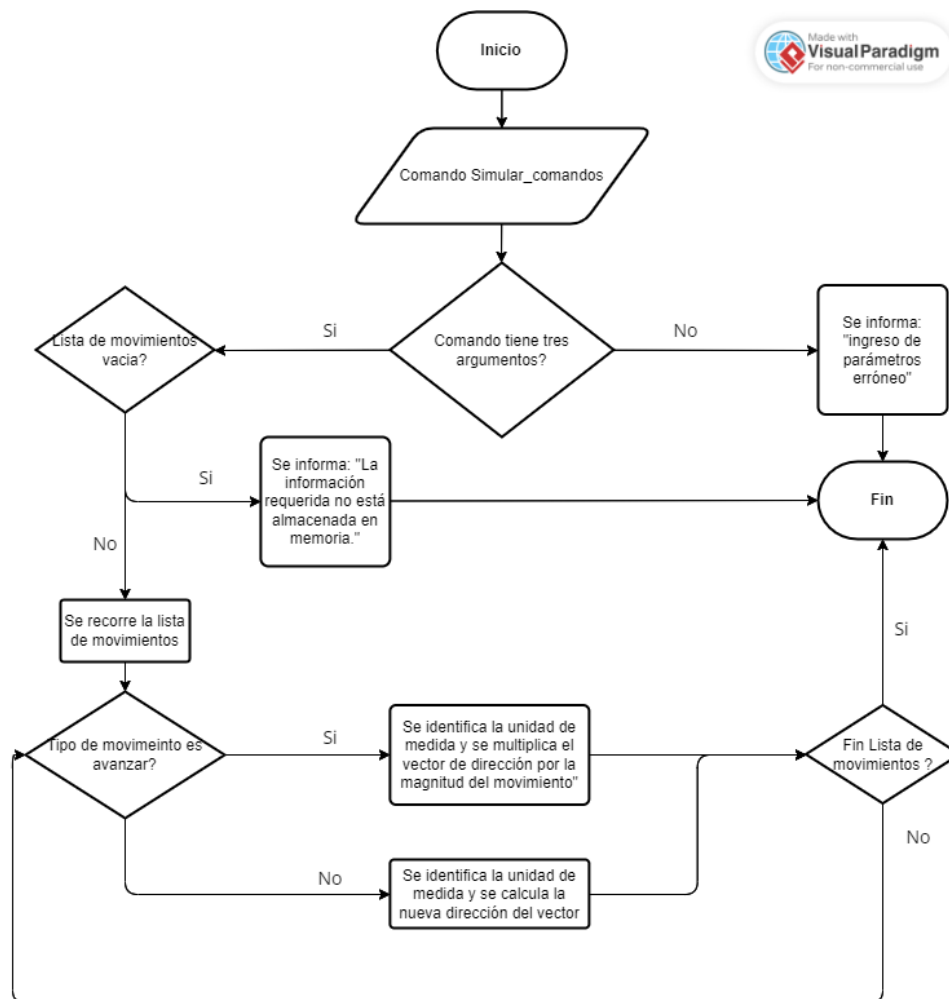 Inicio
Made with
Visual Paradigm
For non-commercial use
Comando Simular_comandos
Lista de movimientos
vacia?
Si
Comando tiene tres
argumentos?
No
Se informa:
"ingreso de
parámetros
erróneo"
Si
Se informa: "La
información
requerida no está
almacenada en
memoria."
Fin
No
Se recorre la lista
de movimientos
Si
Tipo de movimeinto es
avanzar?
Si
Se identifica la unidad de
medida y se multiplica el
vector de dirección por la
magnitud del movimiento"
Fin Lista de
movimientos ?
No
No
Se identifica la unidad de
medida y se calcula la
nueva dirección del vector